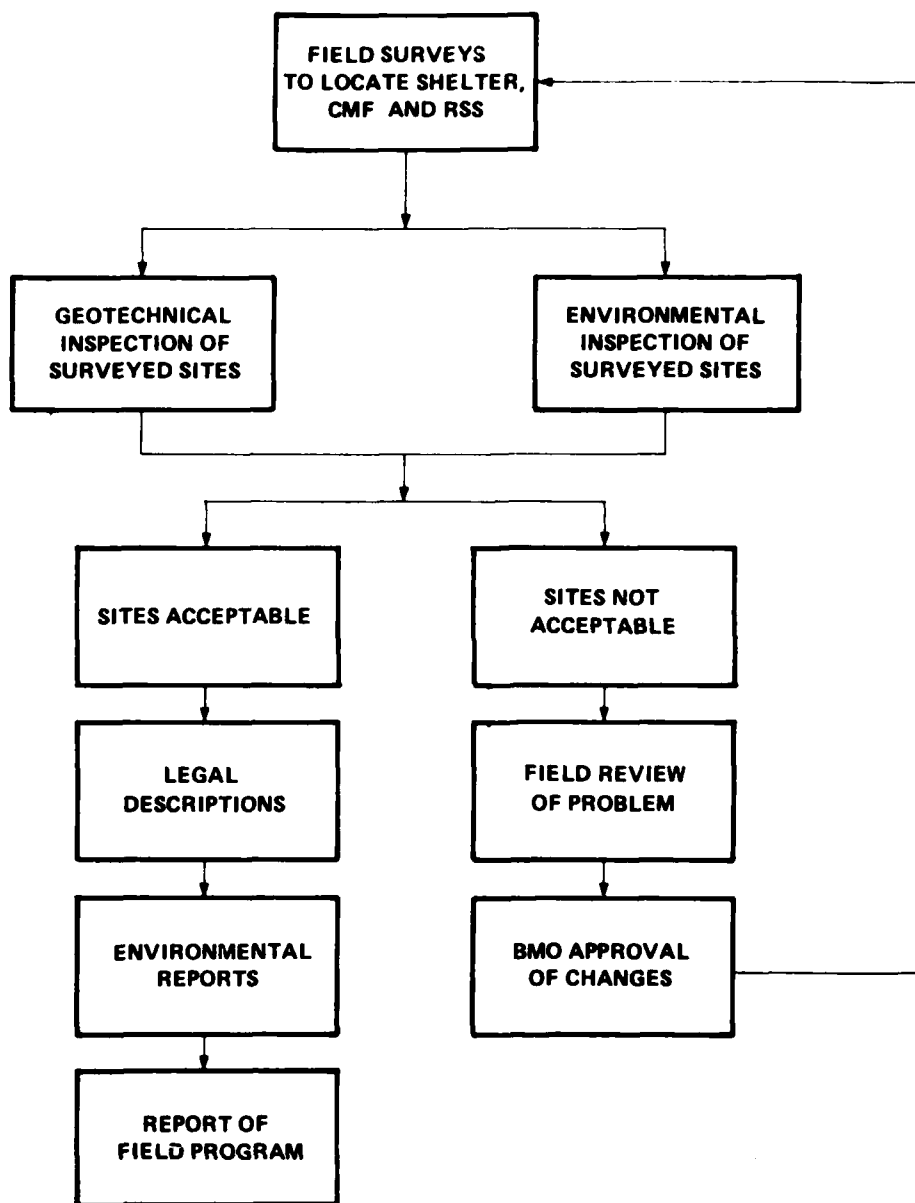 FIELD SURVEYS
TO LOCATE SHELTER,
CMF AND RSS
GEOTECHNICAL
INSPECTION OF
SURVEYED SITES
ENVIRONMENTAL
INSPECTION OF
SURVEYED SITES
SITES ACCEPTABLE
SITES NOT
ACCEPTABLE
LEGAL
DESCRIPTIONS
FIELD REVIEW
OF PROBLEM
ENVIRONMENTAL
REPORTS
BMO APPROVAL
OF CHANGES
REPORT OF
FIELD PROGRAM